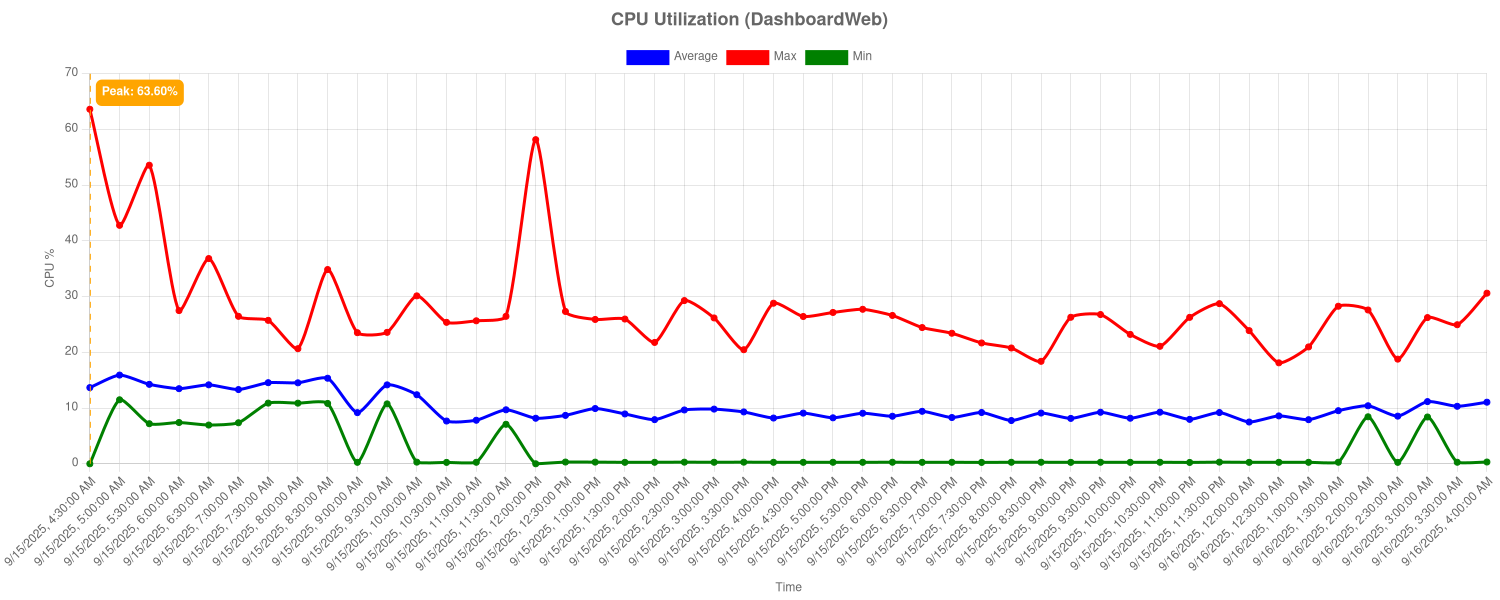 CPU Utilization (DashboardWeb)
Average Max Min
70
Peak: 63.60%
60
50
40
CPU %
30
20
10
0
9/15/2025, 4:30:00 AM
9/15/2025, 5:00:00 AM
9/15/2025, 5:30:00 AM
9/15/2025, 6:00:00 AM
9/15/2025, 6:30:00 AM
9/15/2025, 7:00:00 AM
9/15/2025, 7:30:00 AM
9/15/2025, 8:00:00 AM
9/15/2025, 8:30:00 AM
9/15/2025, 9:00:00 AM
9/15/2025, 9:30:00 AM
9/15/2025, 10:00:00 AM
9/15/2025, 10:30:00 AM
9/15/2025, 11:00:00 AM
9/15/2025, 11:30:00 AM
9/15/2025, 12:00:00 PM
9/15/2025, 12:30:00 PM
9/15/2025, 1:00:00 PM
9/15/2025, 1:30:00 PM
9/15/2025, 2:00:00 PM
9/15/2025, 2:30:00 PM
9/15/2025, 3:00:00 PM
9/15/2025, 3:30:00 PM
9/15/2025, 4:00:00 PM
9/15/2025, 4:30:00 PM
9/15/2025, 5:00:00 PM
9/15/2025, 5:30:00 PM
9/15/2025, 6:00:00 PM
9/15/2025, 6:30:00 PM
9/15/2025, 7:00:00 PM
9/15/2025, 7:30:00 PM
9/15/2025, 8:00:00 PM
9/15/2025, 8:30:00 PM
9/15/2025, 9:00:00 PM
9/15/2025, 9:30:00 PM
9/15/2025, 10:00:00 PM
9/15/2025, 10:30:00 PM
9/15/2025, 11:00:00 PM
9/15/2025, 11:30:00 PM
9/16/2025, 12:00:00 AM
9/16/2025, 12:30:00 AM
9/16/2025, 1:00:00 AM
9/16/2025, 1:30:00 AM
9/16/2025, 2:00:00 AM
9/16/2025, 2:30:00 AM
9/16/2025, 3:00:00 AM
9/16/2025, 3:30:00 AM
9/16/2025, 4:00:00 AM
Time